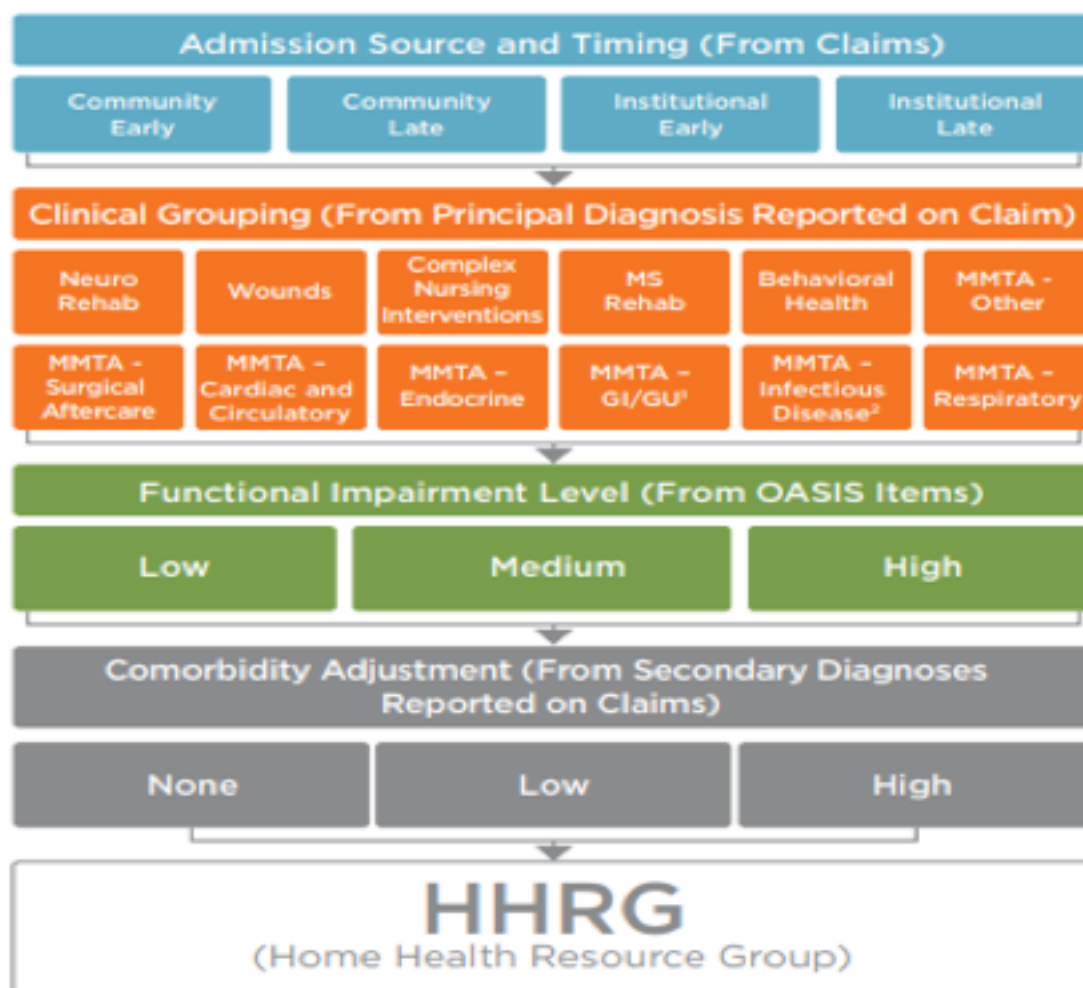 Admission Source and Timing (From Claims)
Community
Early
Community
Late
Institutional
Early
Institutional
Late
Clinical Grouping (From Principal Diagnosis Reported on Claim)
Neuro
Rehab
Wounds
Complex
Nursing
Interventions
MS
Rehab
Behavioral
Health
MMTA -
Other
MMTA -
Surgical
Aftercare
MMTA –
Cardiac and
Circulatory
MMTA –
Endocrine
MMTA –
GI/GU¹
MMTA –
Infectious
Disease²
MMTA –
Respiratory
Functional Impairment Level (From OASIS Items)
Low
Medium
High
Comorbidity Adjustment (From Secondary Diagnoses
Reported on Claims)
None
Low
High
HHRG
(Home Health Resource Group)